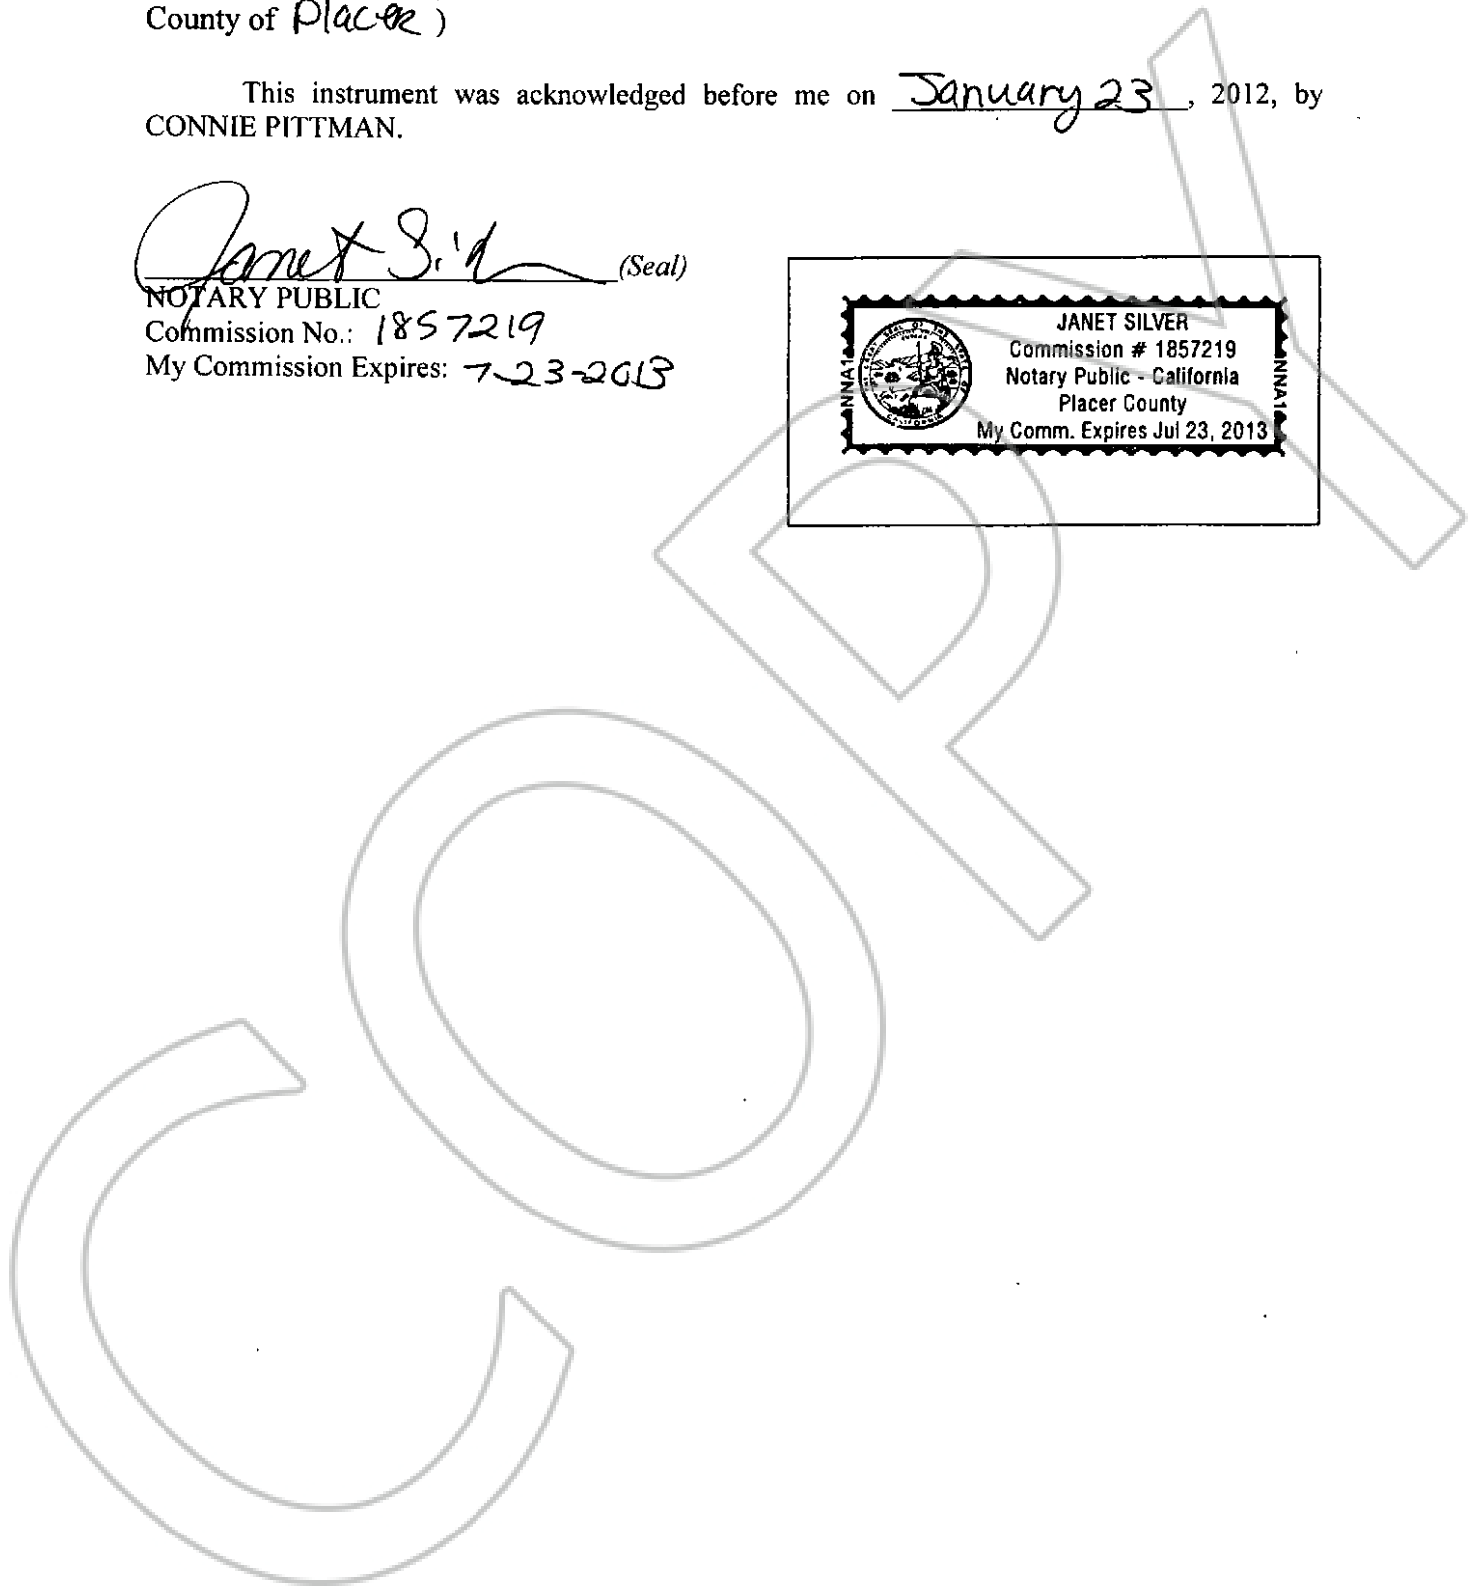 County of Placer )
This instrument was acknowledged before me on January 23, 2012, by
CONNIE PITTMAN.
Janet Silver (Seal)
NOTARY PUBLIC
Commission No.: 1857219
My Commission Expires: 7-23-2013
JANET SILVER
Commission # 1857219
Notary Public - California
Placer County
My Comm. Expires Jul 23, 2013
NNA1
NNA1
COPY